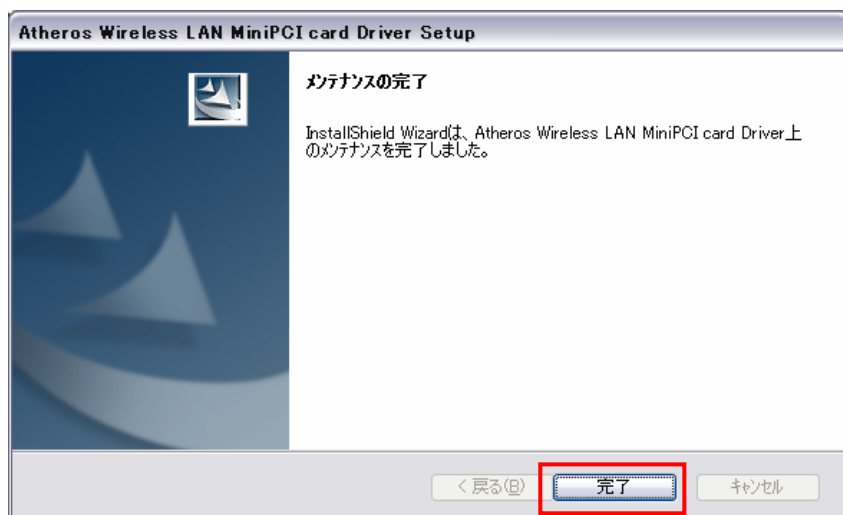 Atheros Wireless LAN MiniPCI card Driver Setup
メンテナンスの完了
InstallShield Wizardは、Atheros Wireless LAN MiniPCI card Driver上
のメンテナンスを完了しました。
< 戻る(B)
完了
キャンセル